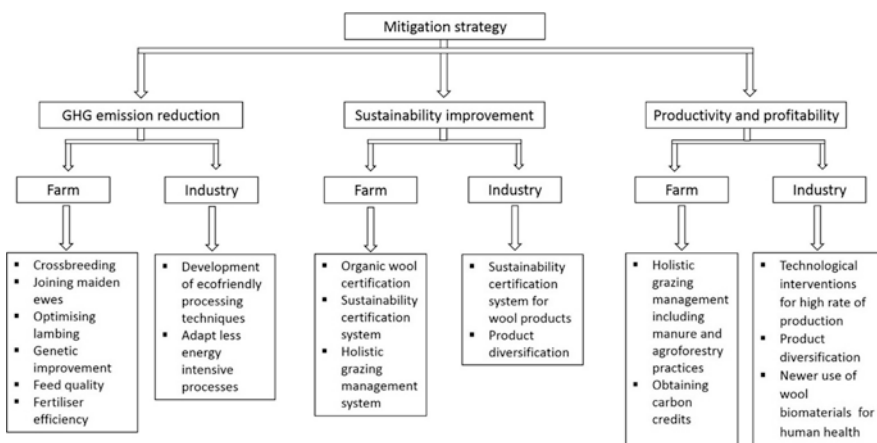 Mitigation strategy
GHG emission reduction
Sustainability improvement
Productivity and profitability
Farm
Industry
Farm
Industry
Farm
Industry
▪ Crossbreeding
▪ Joining maiden
ewes
▪ Optimising
lambing
▪ Genetic
improvement
▪ Feed quality
▪ Fertiliser
efficiency
▪ Development
of ecofriendly
processing
techniques
▪ Adapt less
energy
intensive
processes
▪ Organic wool
certification
▪ Sustainability
certification
system
▪ Holistic
grazing
management
system
▪ Sustainability
certification
system for
wool products
▪ Product
diversification
▪ Holistic
grazing
management
including
manure and
agroforestry
practices
▪ Obtaining
carbon
credits
▪ Technological
interventions
for high rate of
production
▪ Product
diversification
▪ Newer use of
wool
biomaterials for
human health